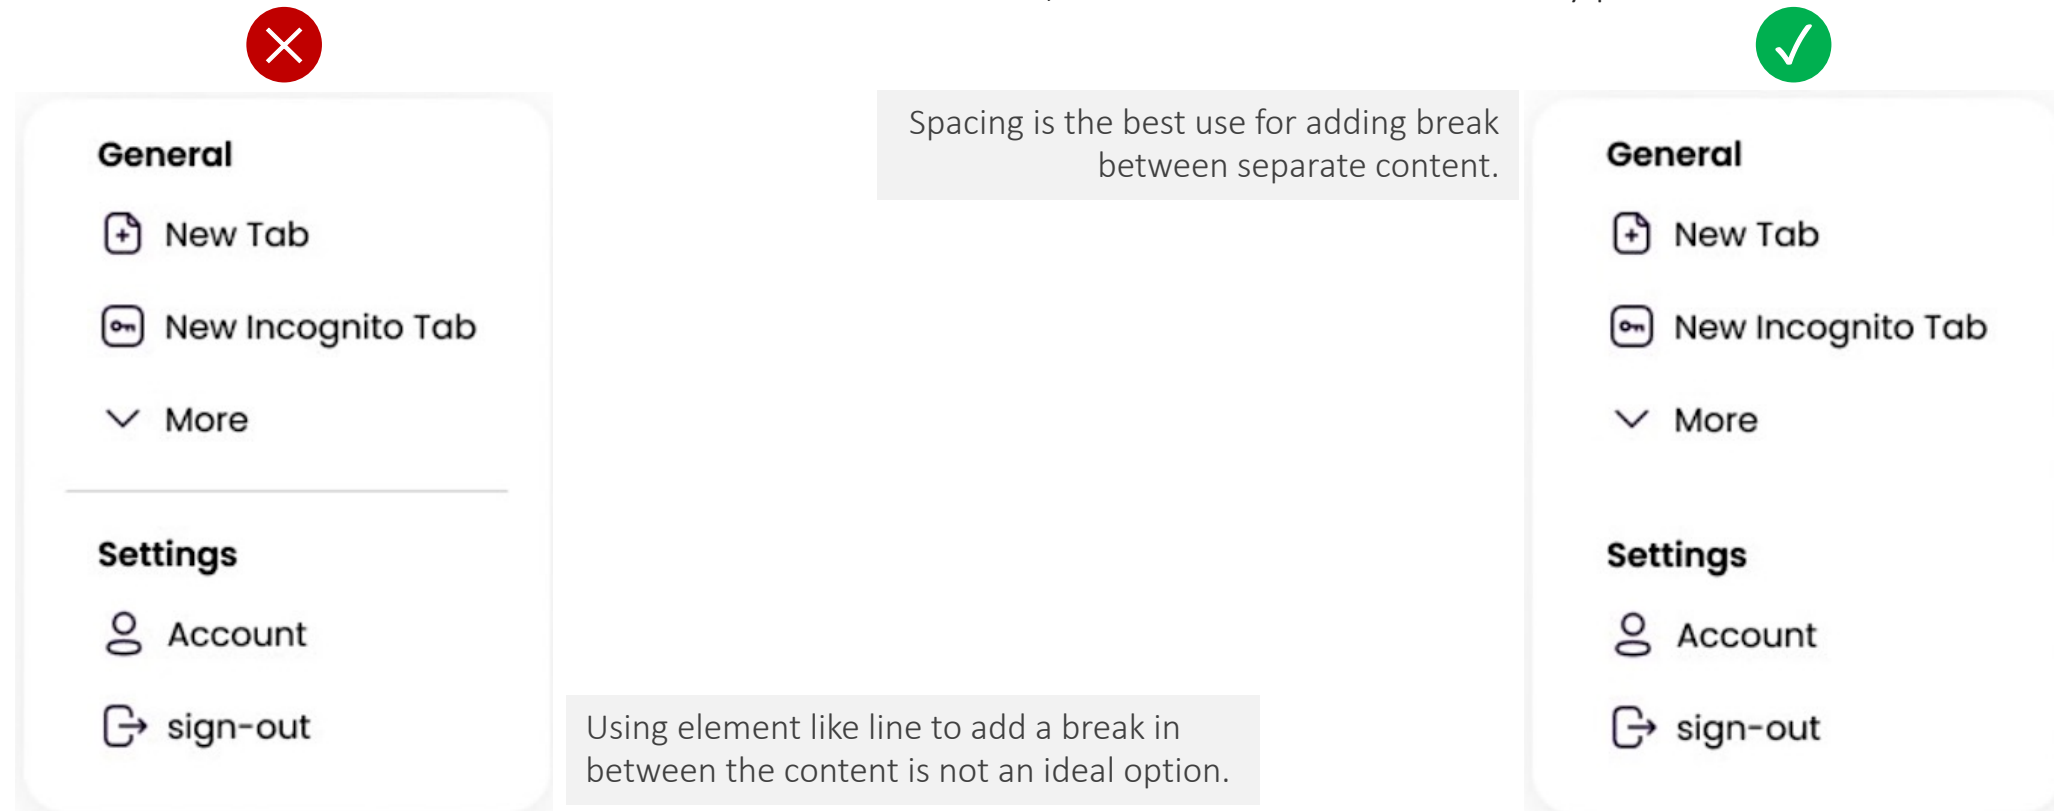 General
New Tab
New Incognito Tab
More
Settings
Account
sign-out
Using element like line to add a break in
between the content is not an ideal option.
Spacing is the best use for adding break
between separate content.
General
New Tab
New Incognito Tab
More
Settings
Account
sign-out